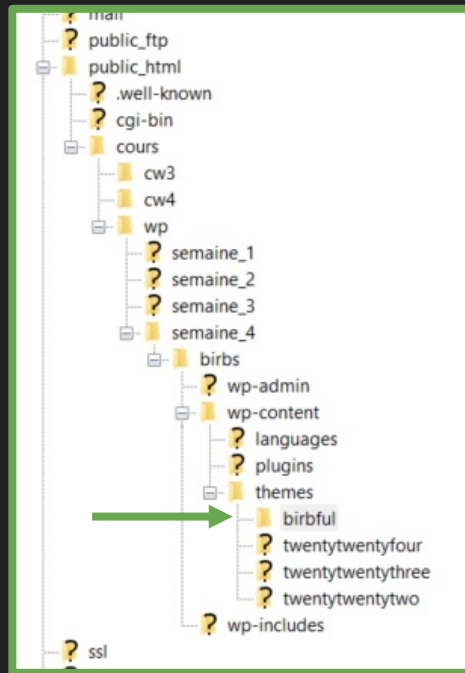 mail
public_ftp
public_html
.well-known
cgi-bin
cours
cw3
cw4
wp
semaine_1
semaine_2
semaine_3
semaine_4
birbs
wp-admin
wp-content
languages
plugins
themes
birbful
twentytwentyfour
twentytwentythree
twentytwentytwo
wp-includes
ssl